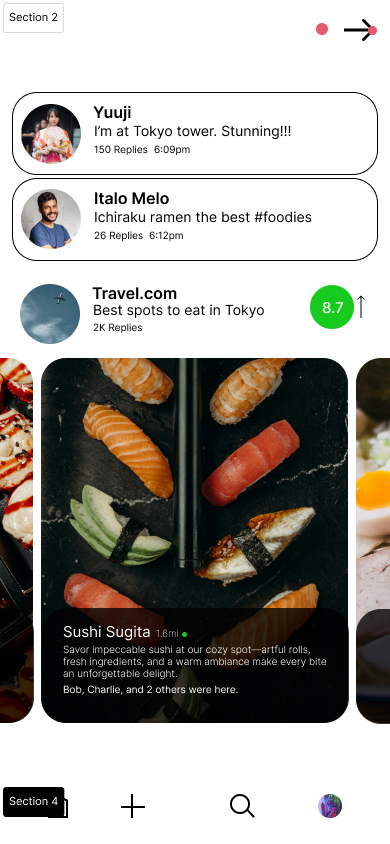 Section 2
Yuuji
I'm at Tokyo tower. Stunning!!!
150 Replies 6:09pm
Italo Melo
Ichiraku ramen the best #foodies
26 Replies 6:12pm
Travel.com
Best spots to eat in Tokyo
2K Replies
8.7
Sushi Sugita 1.6mi
Savor impeccable sushi at our cozy spot—artful rolls,
fresh ingredients, and a warm ambiance make every bite
an unforgettable delight.
Bob, Charlie, and 2 others were here.
Section 4